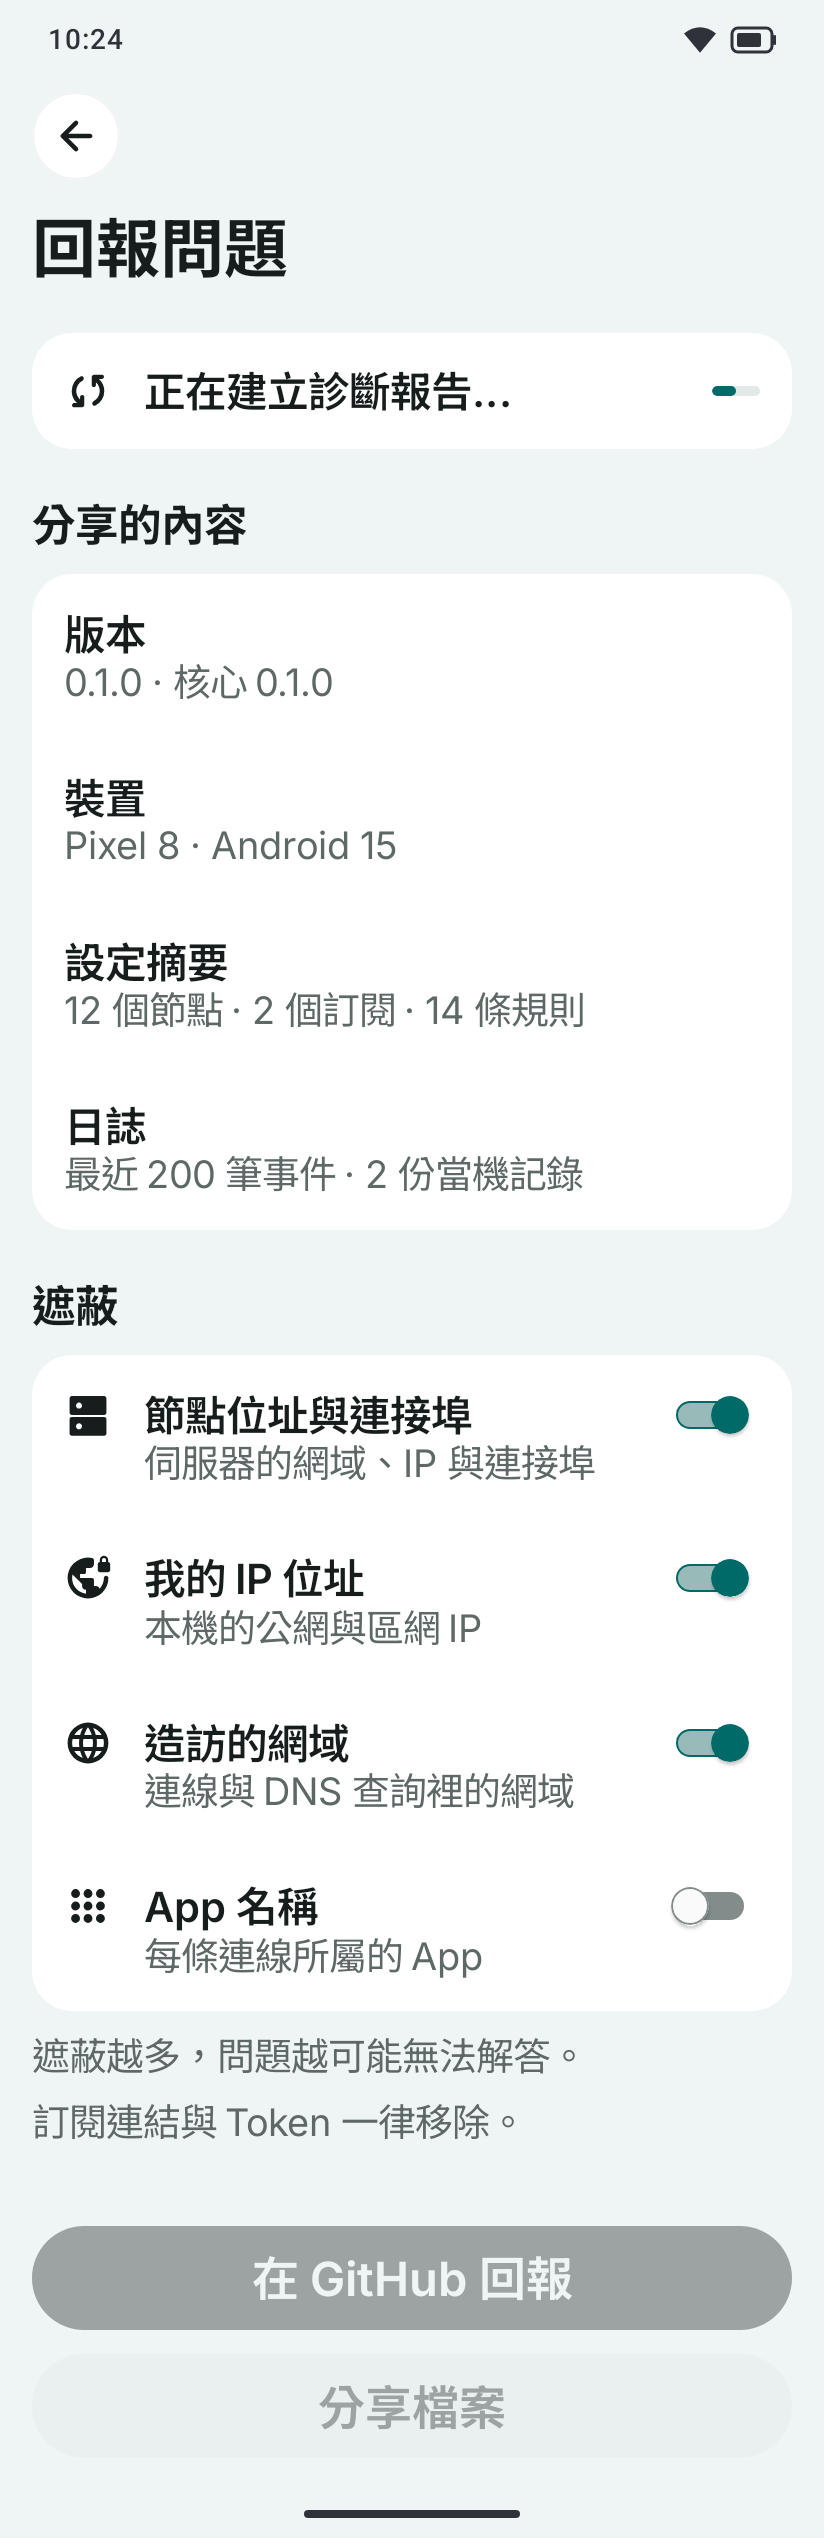 10:24
回報問題
正在建立診斷報告...
分享的內容
版本
0.1.0 · 核心 0.1.0
裝置
Pixel 8 · Android 15
設定摘要
12 個節點 · 2 個訂閱 · 14 條規則
日誌
最近 200 筆事件 · 2 份當機記錄
遮蔽
節點位址與連接埠
伺服器的網域、IP 與連接埠
我的 IP 位址
本機的公網與區網 IP
造訪的網域
連線與 DNS 查詢裡的網域
App 名稱
每條連線所屬的 App
遮蔽越多，問題越可能無法解答。
訂閱連結與 Token 一律移除。
在 GitHub 回報
分享檔案